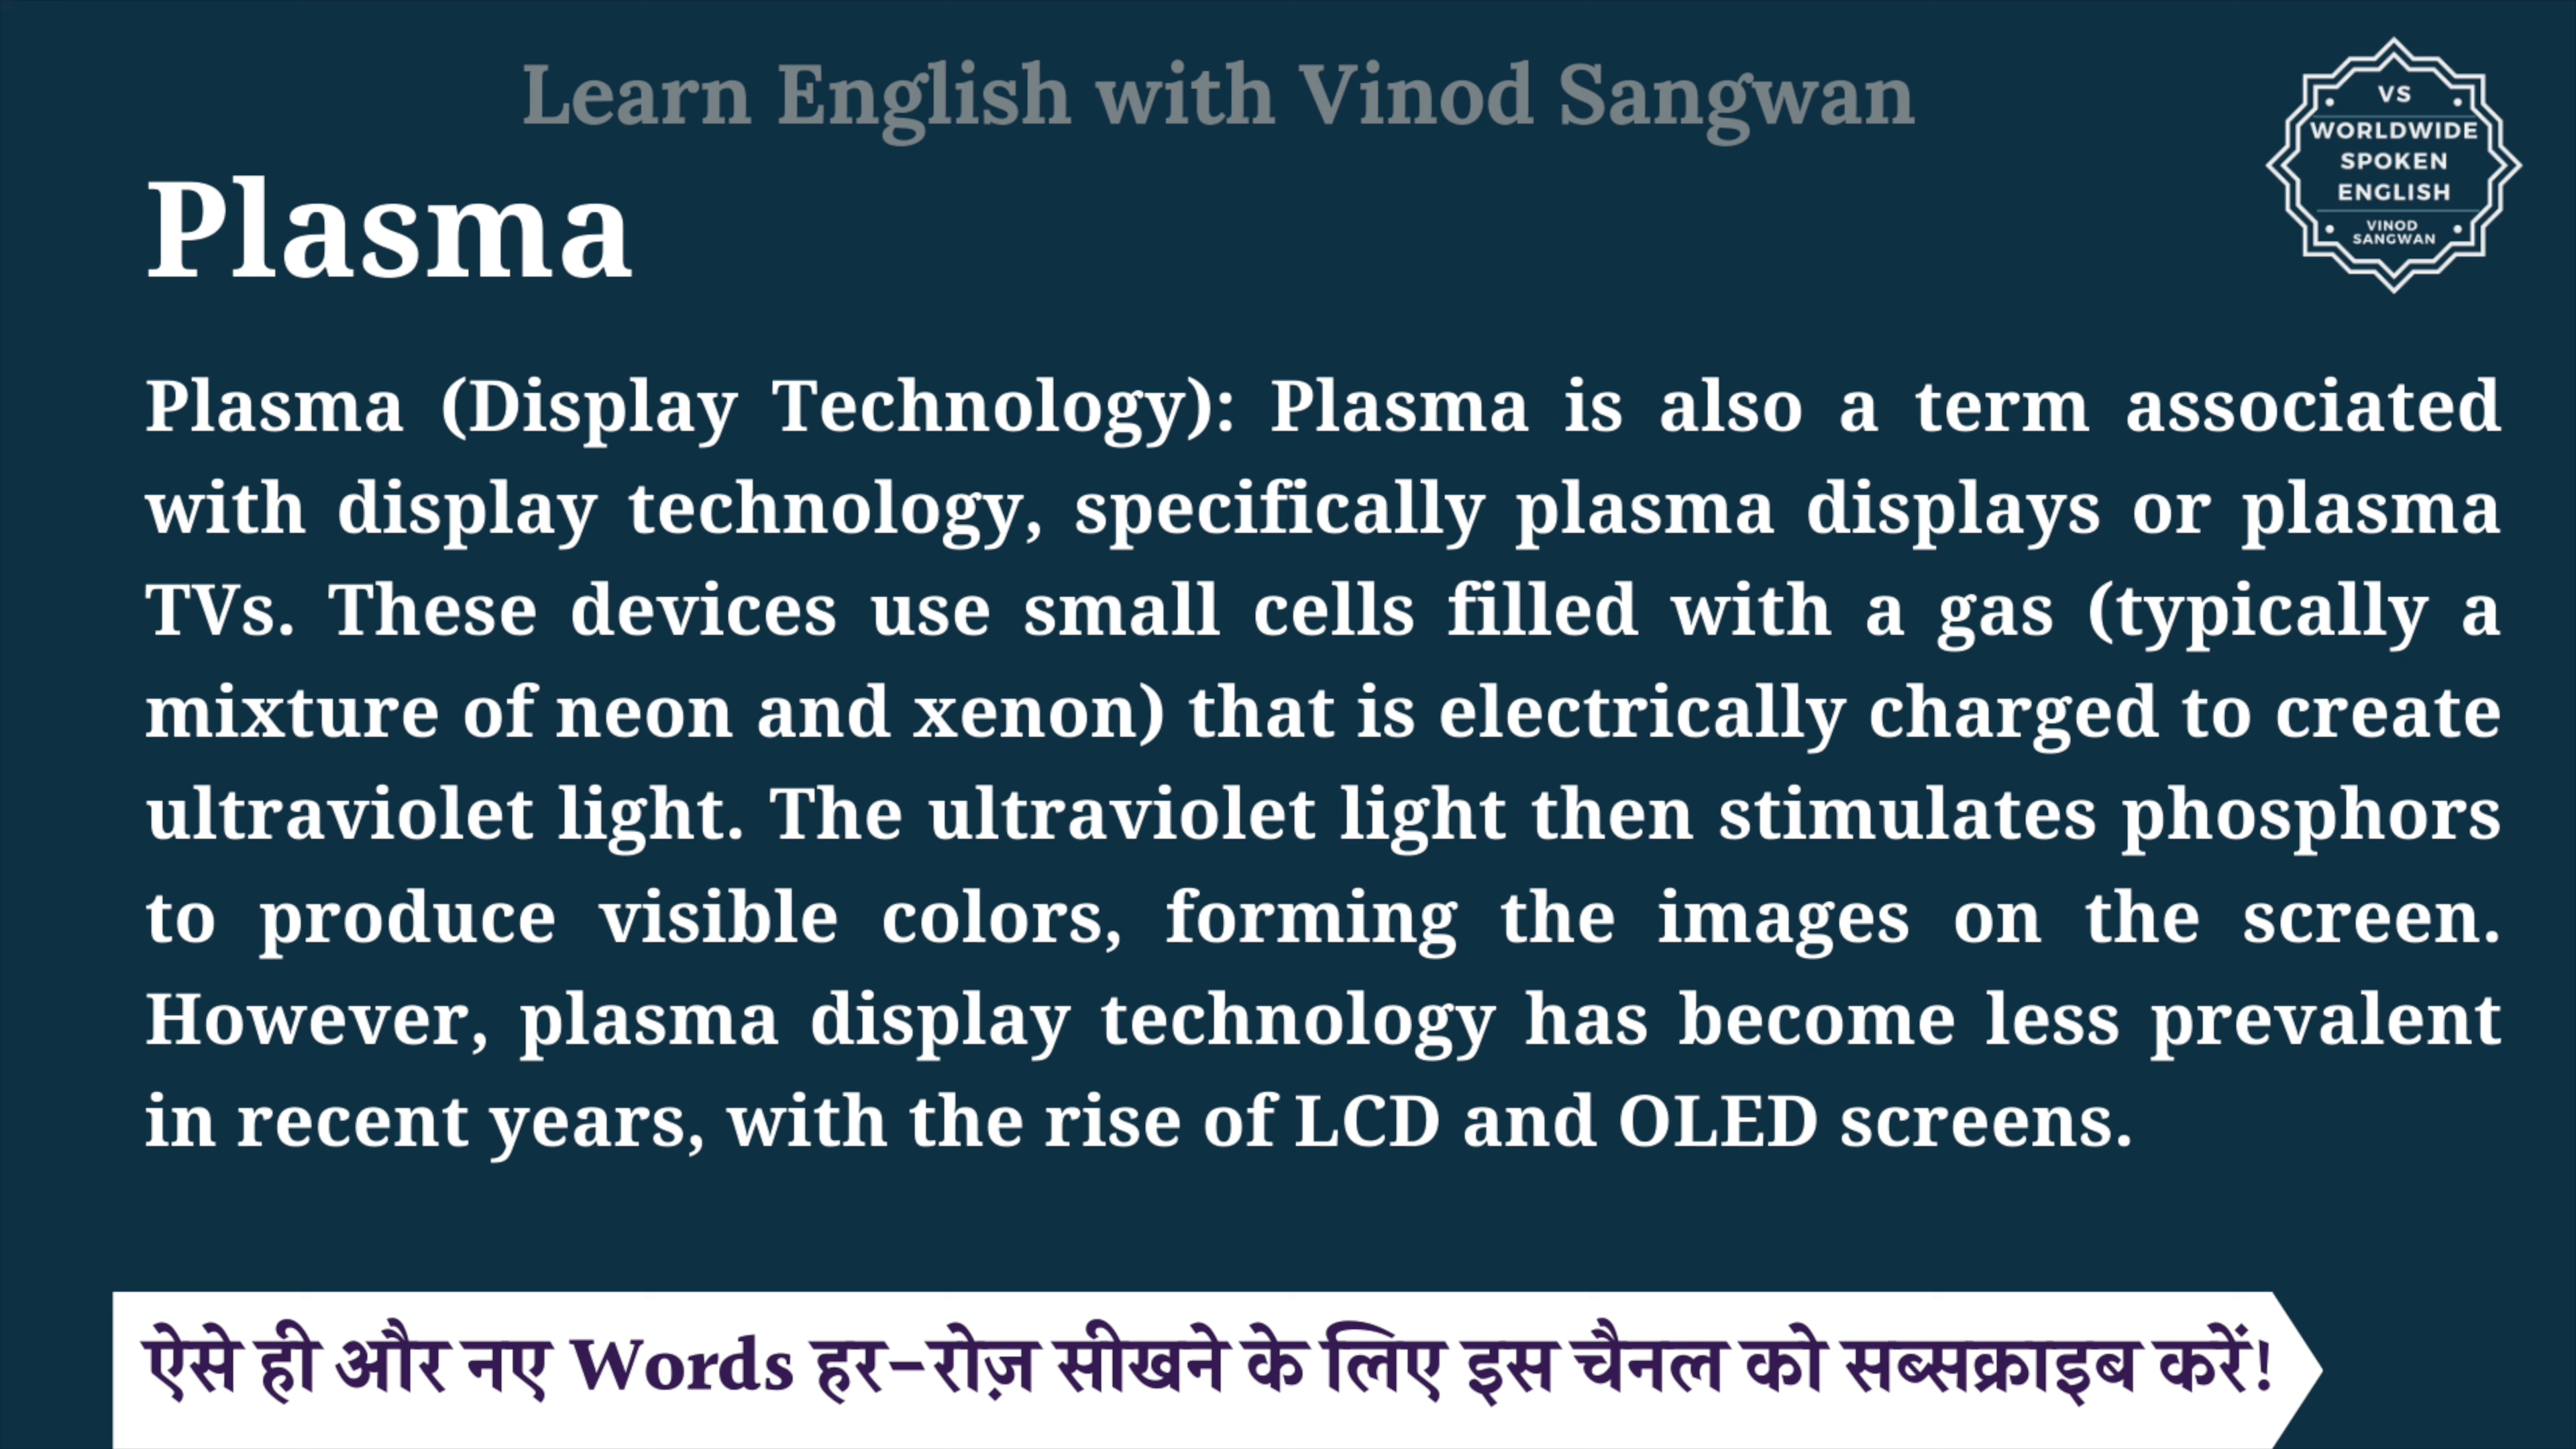 Learn English with Vinod Sangwan
VS
WORLDWIDE
SPOKEN
ENGLISH
VINOD
SANGWAN
Plasma
Plasma (Display Technology): Plasma is also a term associated
with display technology, specifically plasma displays or plasma
TVs. These devices use small cells filled with a gas (typically a
mixture of neon and xenon) that is electrically charged to create
ultraviolet light. The ultraviolet light then stimulates phosphors
to produce visible colors, forming the images on the screen.
However, plasma display technology has become less prevalent
in recent years, with the rise of LCD and OLED screens.
ऐसे ही और नए Words हर-रोज़ सीखने के लिए इस चैनल को सब्सक्राइब करें!